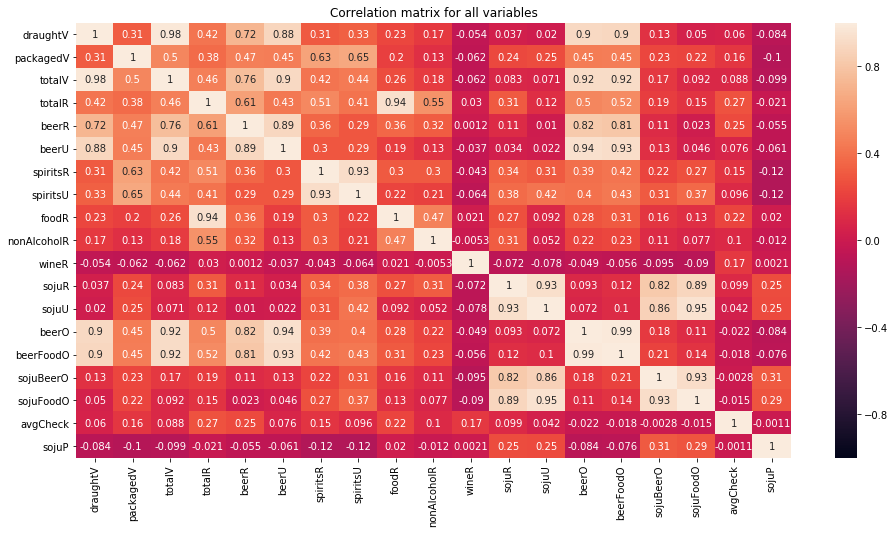 Correlation matrix for all variables
draughtV 1 0.31 0.98 0.42 0.72 0.88 0.31 0.33 0.23 0.17 -0.054 0.037 0.02 0.9 0.9 0.13 0.05 0.06 -0.084
packagedV 0.31 1 0.5 0.38 0.47 0.45 0.63 0.65 0.2 0.13 -0.062 0.24 0.25 0.45 0.45 0.23 0.22 0.16 -0.1
totalV 0.98 0.5 1 0.46 0.76 0.9 0.42 0.44 0.26 0.18 -0.062 0.083 0.071 0.92 0.92 0.17 0.092 0.088 -0.099
totalR 0.42 0.38 0.46 1 0.61 0.43 0.51 0.41 0.94 0.55 0.03 0.31 0.12 0.5 0.52 0.19 0.15 0.27 -0.021
beerR 0.72 0.47 0.76 0.61 1 0.89 0.36 0.29 0.36 0.32 0.0012 0.11 0.01 0.82 0.81 0.11 0.023 0.25 -0.055
beerU 0.88 0.45 0.9 0.43 0.89 1 0.3 0.29 0.19 0.13 -0.037 0.034 0.022 0.94 0.93 0.13 0.046 0.076 -0.061
spiritsR 0.31 0.63 0.42 0.51 0.36 0.3 1 0.93 0.3 0.3 -0.043 0.34 0.31 0.39 0.42 0.22 0.27 0.15 -0.12
spiritsU 0.33 0.65 0.44 0.41 0.29 0.29 0.93 1 0.22 0.21 -0.064 0.38 0.42 0.4 0.43 0.31 0.37 0.096 -0.12
foodR 0.23 0.2 0.26 0.94 0.36 0.19 0.3 0.22 1 0.47 0.021 0.27 0.092 0.28 0.31 0.16 0.13 0.22 0.02
nonAlcoholR 0.17 0.13 0.18 0.55 0.32 0.13 0.3 0.21 0.47 1 -0.0053 0.31 0.052 0.22 0.23 0.11 0.077 0.1 -0.012
wineR -0.054 -0.062 -0.062 0.03 0.0012 -0.037 -0.043 -0.064 0.021 -0.0053 1 -0.072 -0.078 -0.049 -0.056 -0.095 -0.09 0.17 0.0021
sojuR 0.037 0.24 0.083 0.31 0.11 0.034 0.34 0.38 0.27 0.31 -0.072 1 0.93 0.093 0.12 0.82 0.89 0.099 0.25
sojuU 0.02 0.25 0.071 0.12 0.01 0.022 0.31 0.42 0.092 0.052 -0.078 0.93 1 0.072 0.1 0.86 0.95 0.042 0.25
beerO 0.9 0.45 0.92 0.5 0.82 0.94 0.39 0.4 0.28 0.22 -0.049 0.093 0.072 1 0.99 0.18 0.11 -0.022 -0.084
beerFoodO 0.9 0.45 0.92 0.52 0.81 0.93 0.42 0.43 0.31 0.23 -0.056 0.12 0.1 0.99 1 0.21 0.14 -0.018 -0.076
sojuBeerO 0.13 0.23 0.17 0.19 0.11 0.13 0.22 0.31 0.16 0.11 -0.095 0.82 0.86 0.18 0.21 1 0.93 -0.0028 0.31
sojuFoodO 0.05 0.22 0.092 0.15 0.023 0.046 0.27 0.37 0.13 0.077 -0.09 0.89 0.95 0.11 0.14 0.93 1 -0.015 0.29
avgCheck 0.06 0.16 0.088 0.27 0.25 0.076 0.15 0.096 0.22 0.1 0.17 0.099 0.042 -0.022 -0.018 -0.0028 -0.015 1 -0.0011
sojuP -0.084 -0.1 -0.099 -0.021 -0.055 -0.061 -0.12 -0.12 0.02 -0.012 0.0021 0.25 0.25 -0.084 -0.076 0.31 0.29 -0.0011 1
draughtV packagedV totalV totalR beerR beerU spiritsR spiritsU foodR nonAlcoholR wineR sojuR sojuU beerO beerFoodO sojuBeerO sojuFoodO avgCheck sojuP
0.8
0.4
0.0
-0.4
-0.8